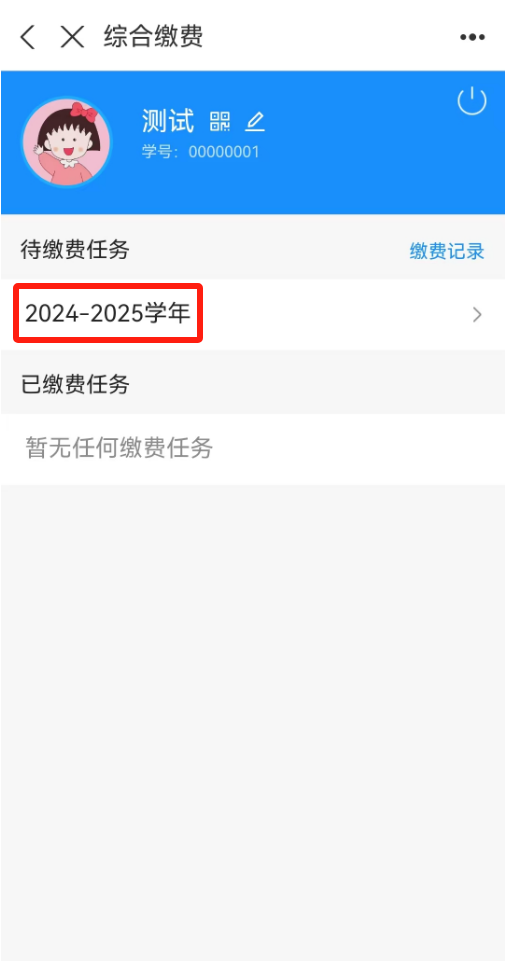 综合缴费
测试
学号：00000001
待缴费任务 缴费记录
2024-2025学年
已缴费任务
暂无任何缴费任务